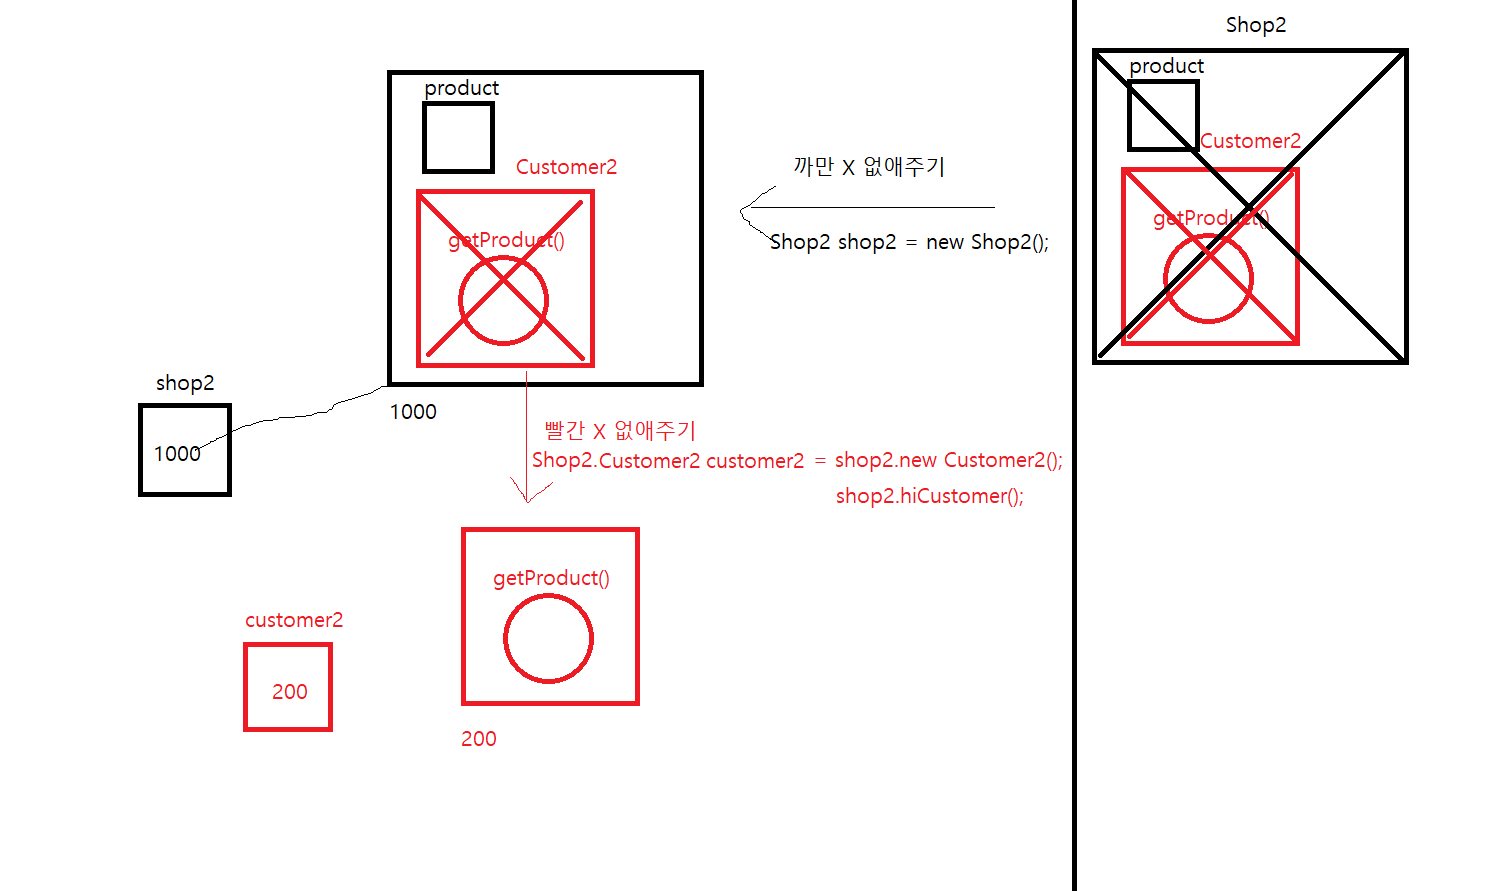 Shop2
product
Customer2
getProduct()
product
Customer2
getProduct()
까만 X 없애주기
Shop2 shop2 = new Shop2();
shop2
1000
1000
빨간 X 없애주기
Shop2.Customer2 customer2 = shop2.new Customer2();
shop2.hiCustomer();
getProduct()
customer2
200
200